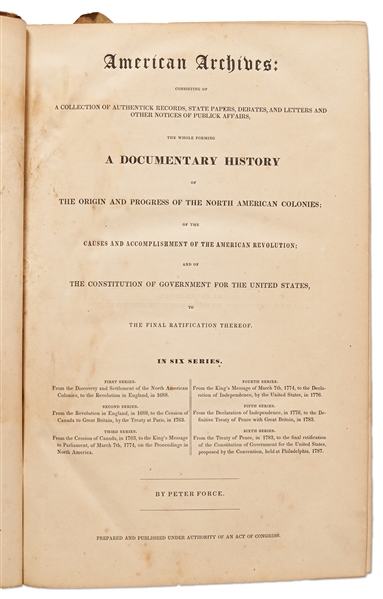 American Archives:
CONSISTING OF
A COLLECTION OF AUTHENTICK RECORDS, STATE PAPERS, DEBATES, AND LETTERS AND
OTHER NOTICES OF PUBLICK AFFAIRS,
THE WHOLE FORMING
A DOCUMENTARY HISTORY
OF
THE ORIGIN AND PROGRESS OF THE NORTH AMERICAN COLONIES;
OF THE
CAUSES AND ACCOMPLISHMENT OF THE AMERICAN REVOLUTION;
AND OF
THE CONSTITUTION OF GOVERNMENT FOR THE UNITED STATES,
TO
THE FINAL RATIFICATION THEREOF.
IN SIX SERIES.
FIRST SERIES.
From the Discovery and Settlement of the North American
Colonies, to the Revolution in England, in 1688.
SECOND SERIES.
From the Revolution in England, in 1688, to the Cession of
Canada to Great Britain, by the Treaty at Paris, in 1763.
THIRD SERIES.
From the Cession of Canada, in 1763, to the King's Message
to Parliament, of March 7th, 1774, on the Proceedings in
North America.
FOURTH SERIES.
From the King's Message of March 7th, 1774, to the Decla-
ration of Independence, by the United States, in 1776.
FIFTH SERIES.
From the Declaration of Independence, in 1776, to the De-
finitive Treaty of Peace with Great Britain, in 1783.
SIXTH SERIES.
From the Treaty of Peace, in 1783, to the final ratification
of the Constitution of Government for the United States,
proposed by the Convention, held at Philadelphia, 1787.
BY PETER FORCE.
PREPARED AND PUBLISHED UNDER AUTHORITY OF AN ACT OF CONGRESS.